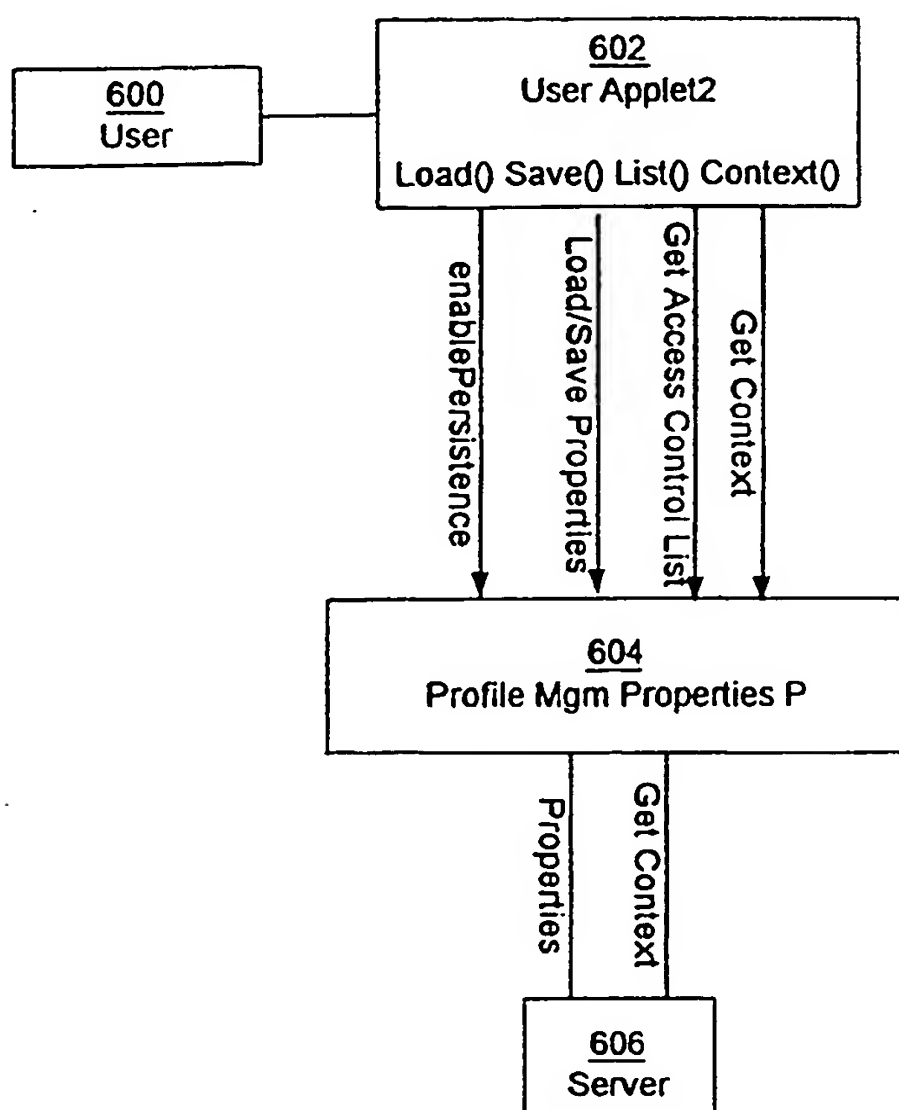 600
User
602
User Applet2
Load() Save() List() Context()
enablePersistence
Load/Save Properties
Get Access Control List
Get Context
604
Profile Mgm Properties P
Properties
Get Context
606
Server